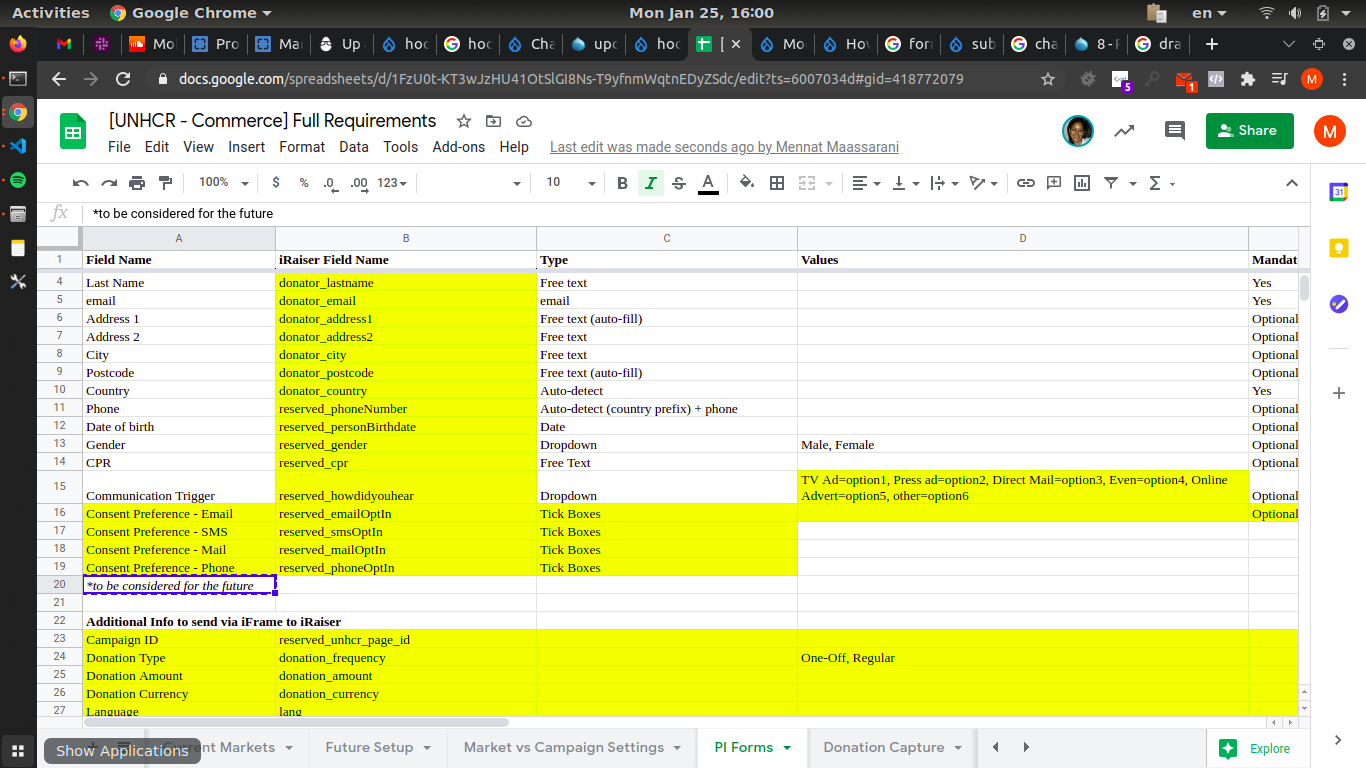 Activities Google Chrome Mon Jan 25, 16:00 en
Mo Pro Ma Up hoc hoc Cha upc hoc [ Mo Ho for sub cha 8 - F dra
docs.google.com/spreadsheets/d/1FzU0t-KT3wJzHU41OtSlGI8Ns-T9yfnmWqtnEDyZSdc/edit?ts=6007034d#gid=418772079 5 1 M
[UNHCR - Commerce] Full Requirements
File Edit View Insert Format Data Tools Add-ons Help Last edit was made seconds ago by Mennat Maassarani Share M
100% $ % .0 .00 123 10 B I S A
fx *to be considered for the future
A B C D
1 Field Name iRaiser Field Name Type Values Mandat
4 Last Name donator_lastname Free text Yes
5 email donator_email email Yes
6 Address 1 donator_address1 Free text (auto-fill) Optional
7 Address 2 donator_address2 Free text Optional
8 City donator_city Free text Optional
9 Postcode donator_postcode Free text (auto-fill) Optional
10 Country donator_country Auto-detect Yes
11 Phone reserved_phoneNumber Auto-detect (country prefix) + phone Optional
12 Date of birth reserved_personBirthdate Date Optional
13 Gender reserved_gender Dropdown Male, Female Optional
14 CPR reserved_cpr Free Text Optional
15 Communication Trigger reserved_howdidyouhear Dropdown TV Ad=option1, Press ad=option2, Direct Mail=option3, Even=option4, Online
Advert=option5, other=option6 Optional
16 Consent Preference - Email reserved_emailOptIn Tick Boxes Optional
17 Consent Preference - SMS reserved_smsOptIn Tick Boxes
18 Consent Preference - Mail reserved_mailOptIn Tick Boxes
19 Consent Preference - Phone reserved_phoneOptIn Tick Boxes
20 *to be considered for the future
21
22 Additional Info to send via iFrame to iRaiser
23 Campaign ID reserved_unhcr_page_id
24 Donation Type donation_frequency One-Off, Regular
25 Donation Amount donation_amount
26 Donation Currency donation_currency
27 Language lang
Show Applications rent Markets Future Setup Market vs Campaign Settings PI Forms Donation Capture Explore
31